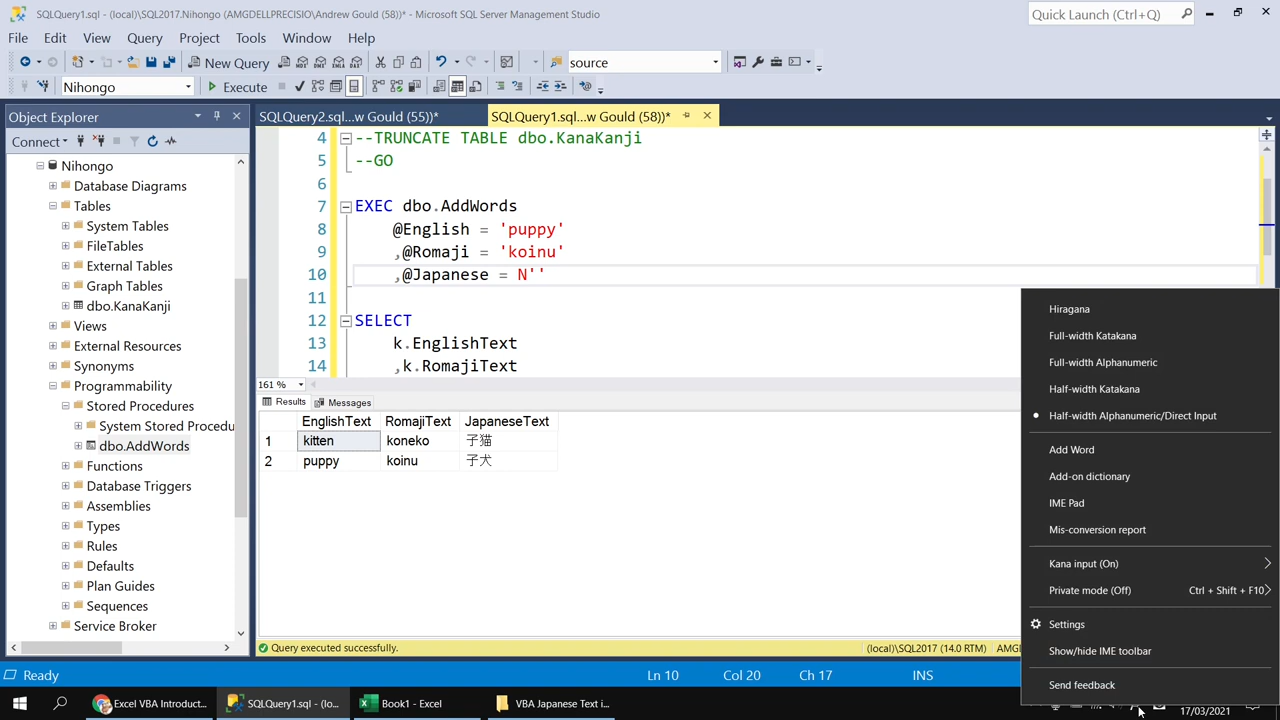 SQLQuery1.sql - (local)\SQL2017.Nihongo (AMGDELLPRECISIO\Andrew Gould (58))* - Microsoft SQL Server Management Studio
Quick Launch (Ctrl+Q)
File Edit View Query Project Tools Window Help
New Query
source
Nihongo
Execute
Object Explorer
SQLQuery2.sql...w Gould (55))*
SQLQuery1.sql...w Gould (58))*
Connect
Nihongo
Database Diagrams
Tables
System Tables
FileTables
External Tables
Graph Tables
dbo.KanaKanji
Views
External Resources
Synonyms
Programmability
Stored Procedures
System Stored Procedu
dbo.AddWords
Functions
Database Triggers
Assemblies
Types
Rules
Defaults
Plan Guides
Sequences
Service Broker
4 --TRUNCATE TABLE dbo.KanaKanji
5 --GO
6
7 EXEC dbo.AddWords
8 @English = 'puppy'
9 ,@Romaji = 'koinu'
10 ,@Japanese = N''
11
12 SELECT
13 k.EnglishText
14 ,k.RomajiText
161 %
Results Messages
EnglishText RomajiText JapaneseText
1 kitten koneko 子猫
2 puppy koinu 子犬
Query executed successfully.
(local)\SQL2017 (14.0 RTM)
Hiragana
Full-width Katakana
Full-width Alphanumeric
Half-width Katakana
Half-width Alphanumeric/Direct Input
Add Word
Add-on dictionary
IME Pad
Mis-conversion report
Kana input (On)
Private mode (Off) Ctrl + Shift + F10
Settings
Show/hide IME toolbar
Send feedback
Ready
Ln 10 Col 20 Ch 17 INS
Excel VBA Introduct...
SQLQuery1.sql - (lo...
Book1 - Excel
VBA Japanese Text i...
17/03/2021